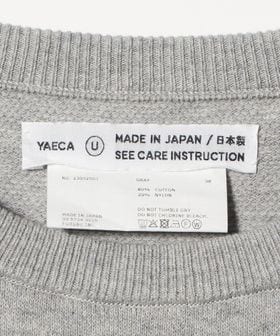 YAECA U MADE IN JAPAN / 日本製
SEE CARE INSTRUCTION
GRAY
80% COTTON
20% NYLON
MADE IN JAPAN
DO NOT TUMBLE DRY
DO NOT CHLORINE BLEACH.